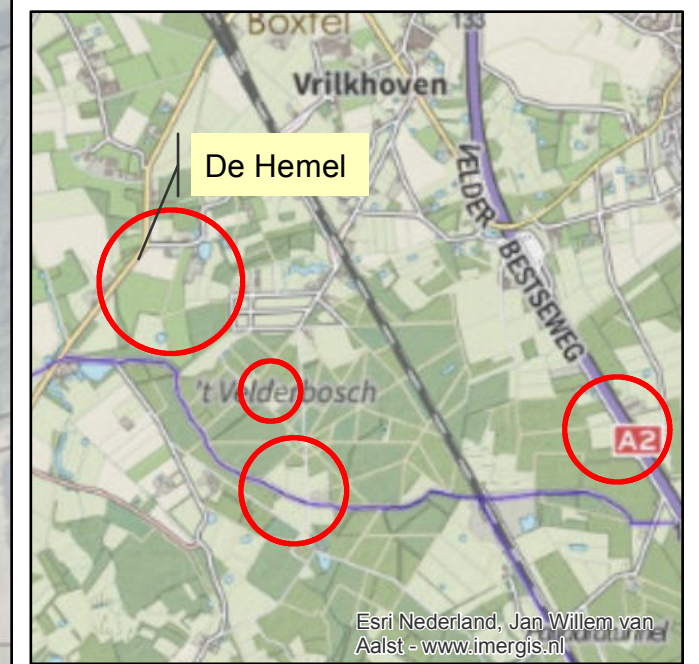 Boxtel
133
Vrilkhoven
De Hemel
VELDER
BESTSEWEG
't Velderbosch
A2
Esri Nederland, Jan Willem van
Aalst - www.imergis.nl